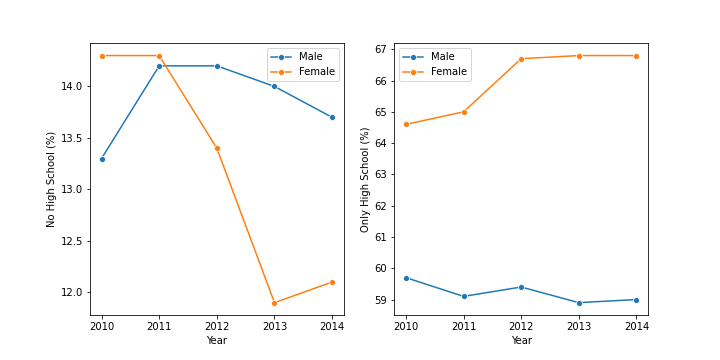 No High School (%)
14.0
13.5
13.0
12.5
12.0
2010 2011 2012 2013 2014
Year
Male
Female
Only High School (%)
67
66
65
64
63
62
61
60
59
2010 2011 2012 2013 2014
Year
Male
Female